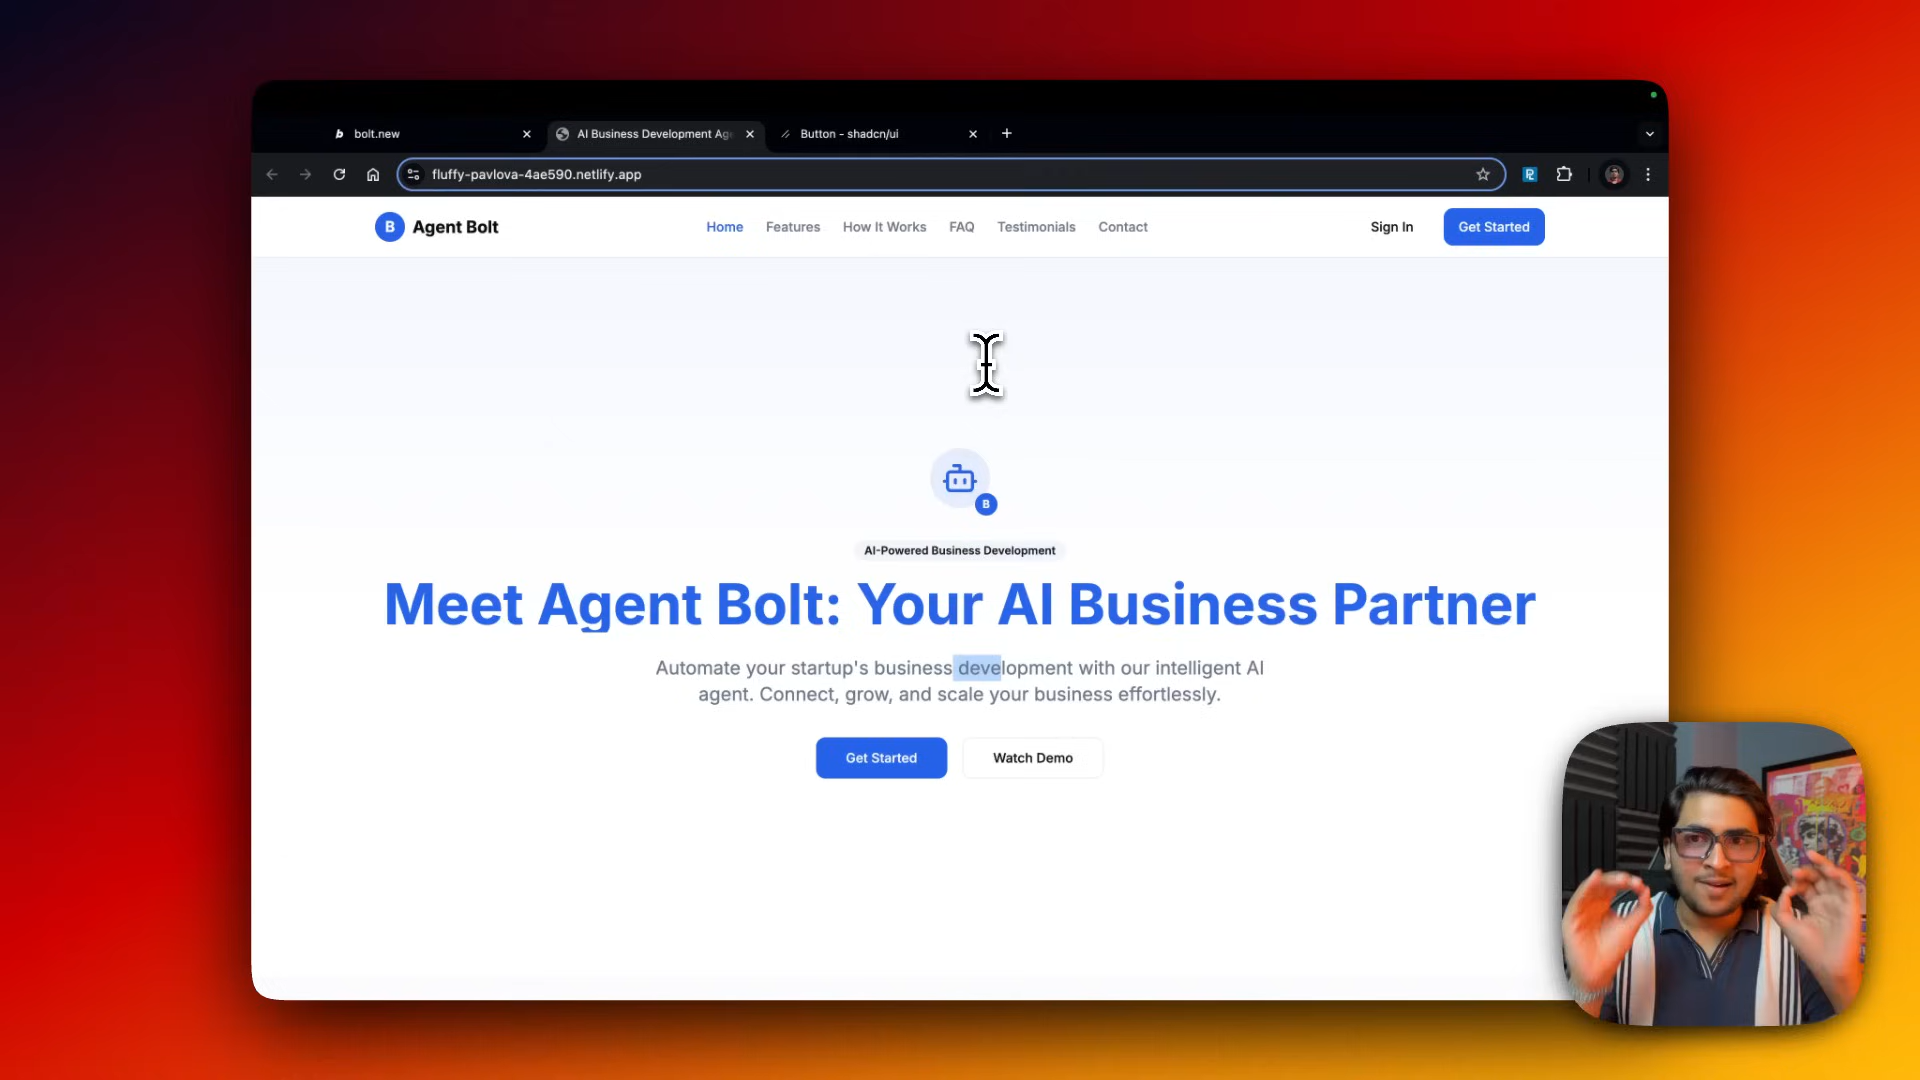 bolt.new
AI Business Development Age
Button - shadcn/ui
fluffy-pavlova-4ae590.netlify.app
B Agent Bolt
Home Features How It Works FAQ Testimonials Contact
Sign In
Get Started
B
AI-Powered Business Development
Meet Agent Bolt: Your AI Business Partner
Automate your startup's business development with our intelligent AI
agent. Connect, grow, and scale your business effortlessly.
Get Started
Watch Demo